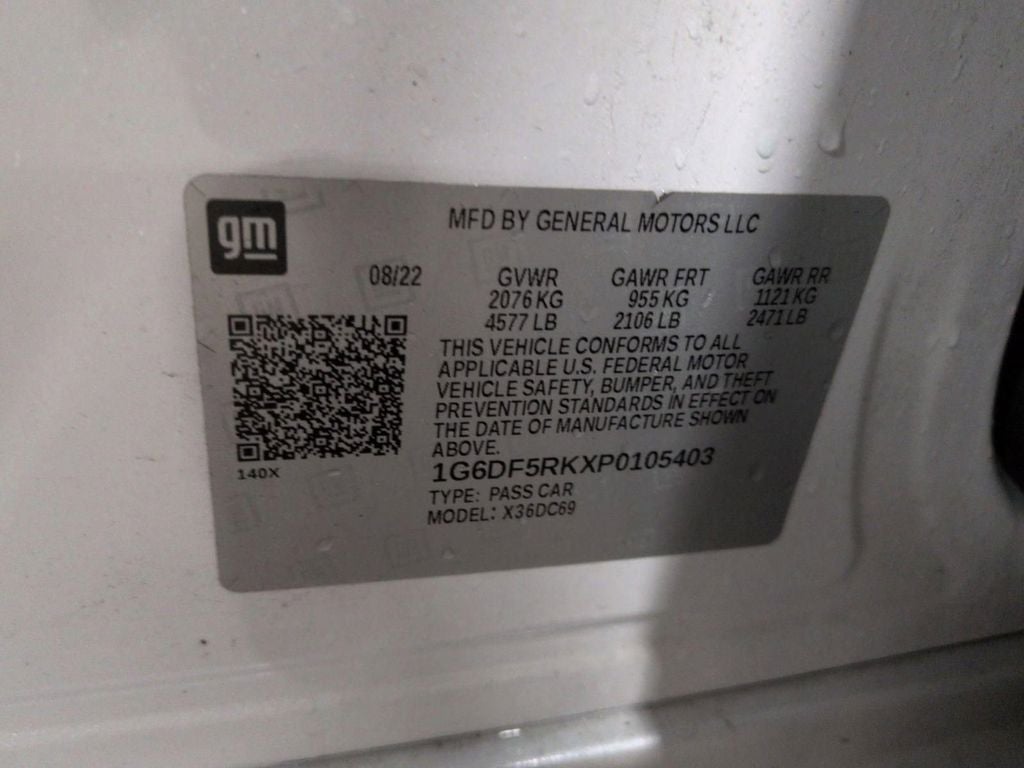 gm
MFD BY GENERAL MOTORS LLC
08/22 GVWR GAWR FRT GAWR RR
2076 KG 955 KG 1121 KG
4577 LB 2106 LB 2471 LB
THIS VEHICLE CONFORMS TO ALL
APPLICABLE U.S. FEDERAL MOTOR
VEHICLE SAFETY, BUMPER, AND THEFT
PREVENTION STANDARDS IN EFFECT ON
THE DATE OF MANUFACTURE SHOWN
ABOVE.
140X
1G6DF5RKXP0105403
TYPE: PASS CAR
MODEL: X36DC69